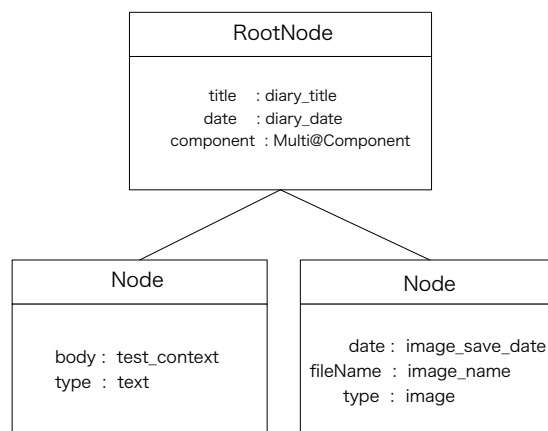 RootNode
title : diary_title
date : diary_date
component : Multi@Component
Node
body : test_context
type : text
Node
date : image_save_date
fileName : image_name
type : image